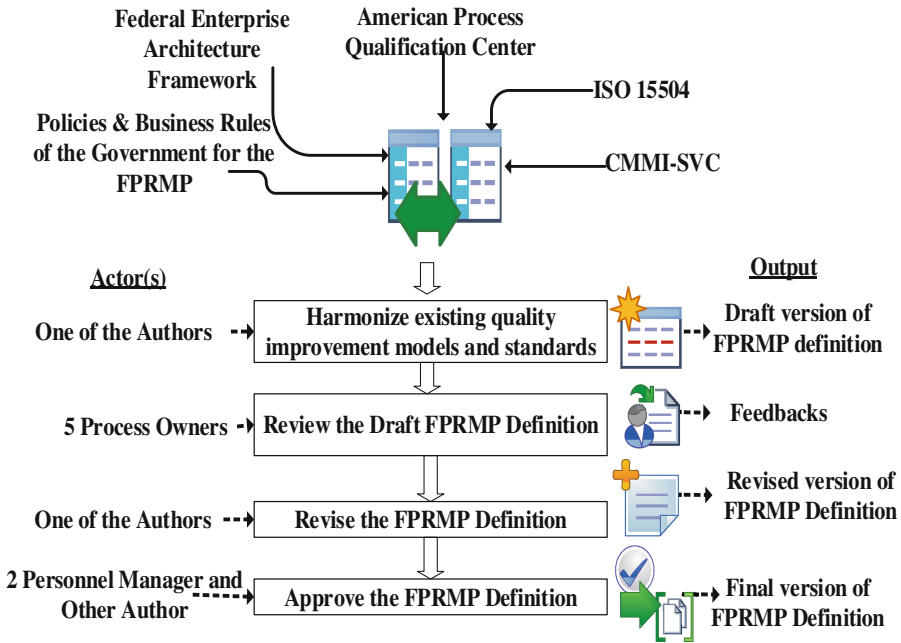 Federal Enterprise
Architecture
Framework
American Process
Qualification Center
ISO 15504
Policies & Business Rules
of the Government for the
FPRMP
CMMI-SVC
Actor(s)
Output
One of the Authors
Harmonize existing quality
improvement models and standards
Draft version of
FPRMP definition
5 Process Owners
Review the Draft FPRMP Definition
Feedbacks
One of the Authors
Revise the FPRMP Definition
Revised version of
FPRMP Definition
2 Personnel Manager and
Other Author
Approve the FPRMP Definition
Final version of
FPRMP Definition